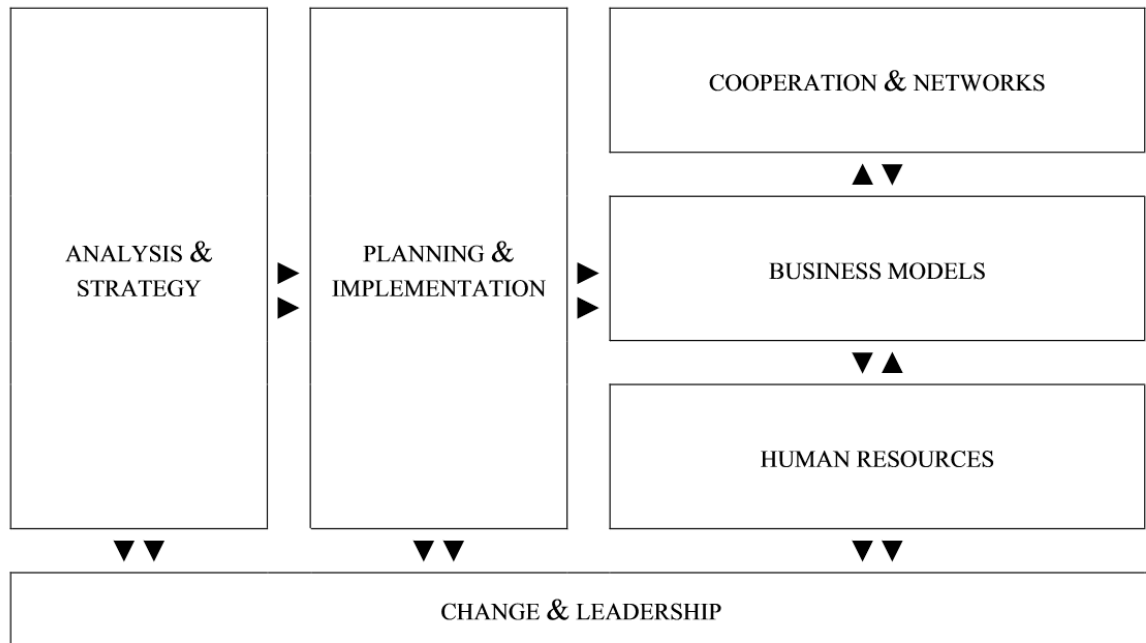 ANALYSIS &
STRATEGY
PLANNING &
IMPLEMENTATION
COOPERATION & NETWORKS
BUSINESS MODELS
HUMAN RESOURCES
CHANGE & LEADERSHIP